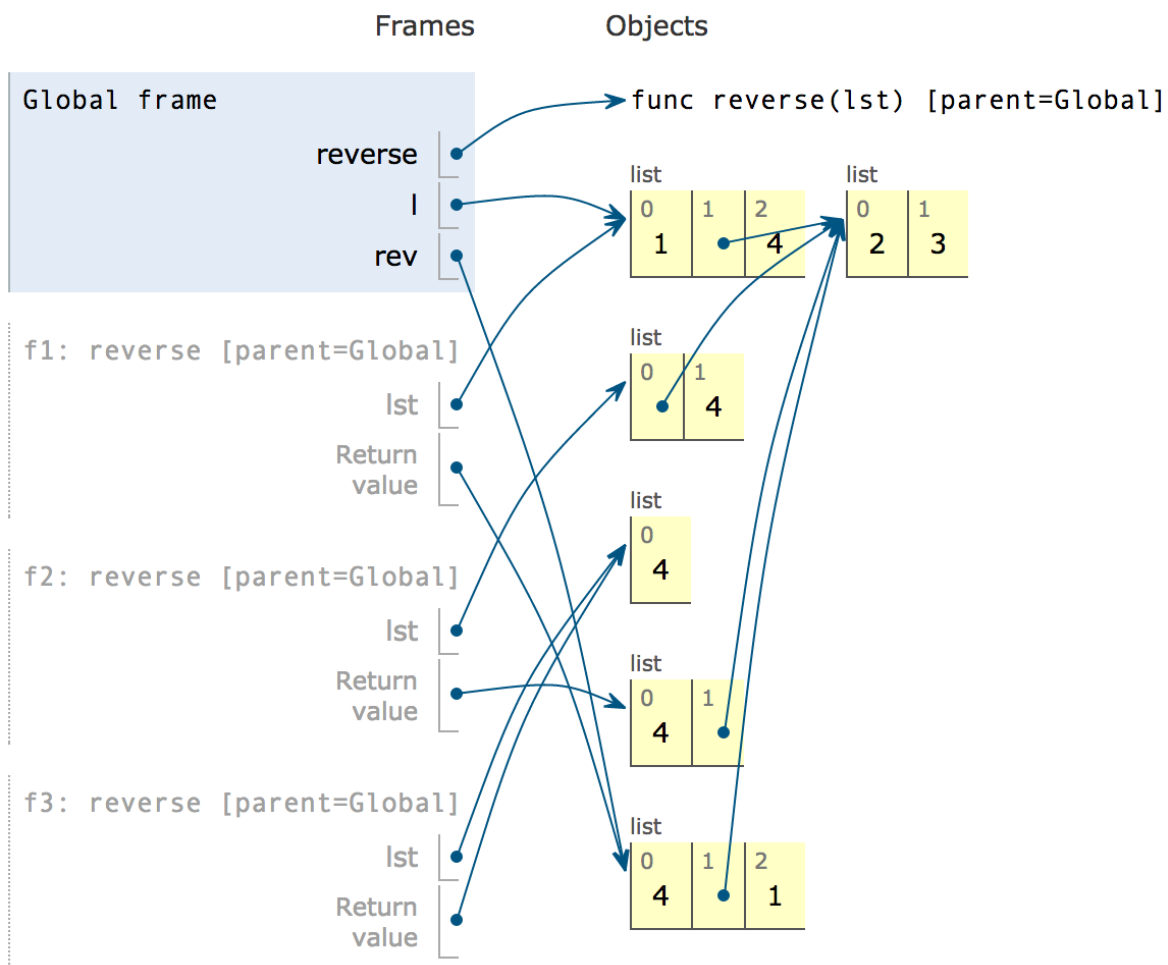 Frames Objects
Global frame
func reverse(lst) [parent=Global]
reverse
l
rev
list list
0 1 2 0 1
1 4 2 3
f1: reverse [parent=Global]
lst
Return
value
list
0 1
4
f2: reverse [parent=Global]
lst
Return
value
list
0
4
list
0 1
4
f3: reverse [parent=Global]
lst
Return
value
list
0 1 2
4 1